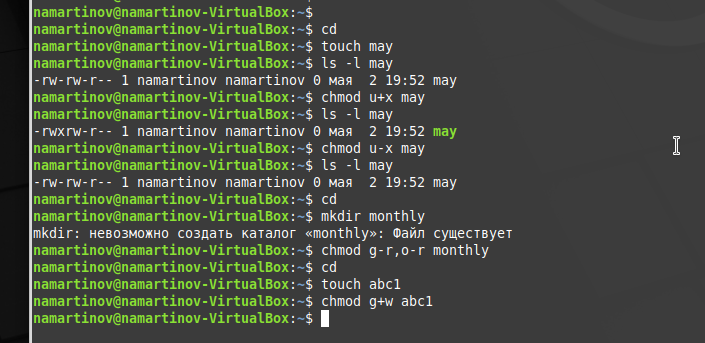 namartinov@namartinov-VirtualBox:~$
namartinov@namartinov-VirtualBox:~$ cd
namartinov@namartinov-VirtualBox:~$ touch may
namartinov@namartinov-VirtualBox:~$ ls -l may
-rw-rw-r-- 1 namartinov namartinov 0 мая  2 19:52 may
namartinov@namartinov-VirtualBox:~$ chmod u+x may
namartinov@namartinov-VirtualBox:~$ ls -l may
-rwxrw-r-- 1 namartinov namartinov 0 мая  2 19:52 may
namartinov@namartinov-VirtualBox:~$ chmod u-x may
namartinov@namartinov-VirtualBox:~$ ls -l may
-rw-rw-r-- 1 namartinov namartinov 0 мая  2 19:52 may
namartinov@namartinov-VirtualBox:~$ cd
namartinov@namartinov-VirtualBox:~$ mkdir monthly
mkdir: невозможно создать каталог «monthly»: Файл существует
namartinov@namartinov-VirtualBox:~$ chmod g-r,o-r monthly
namartinov@namartinov-VirtualBox:~$ cd
namartinov@namartinov-VirtualBox:~$ touch abc1
namartinov@namartinov-VirtualBox:~$ chmod g+w abc1
namartinov@namartinov-VirtualBox:~$